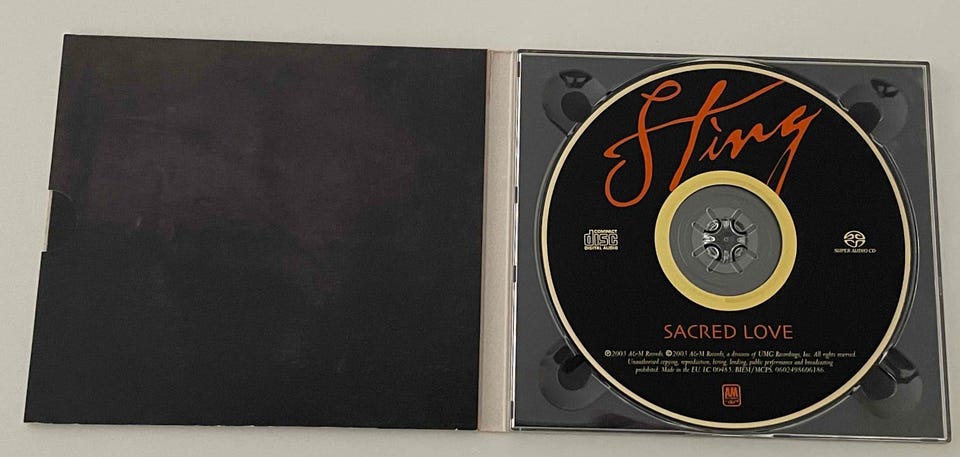 Sting
COMPACT
disc
DIGITAL AUDIO
SUPER AUDIO CD
SACRED LOVE
℗2003 A&M Records. ©2003 A&M Records, a division of UMG Recordings, Inc. All rights reserved.
Unauthorised copying, reproduction, hiring, lending, public performance and broadcasting
prohibited. Made in the EU. LC 00485. BIEM/MCPS. 0602498606186.
AM